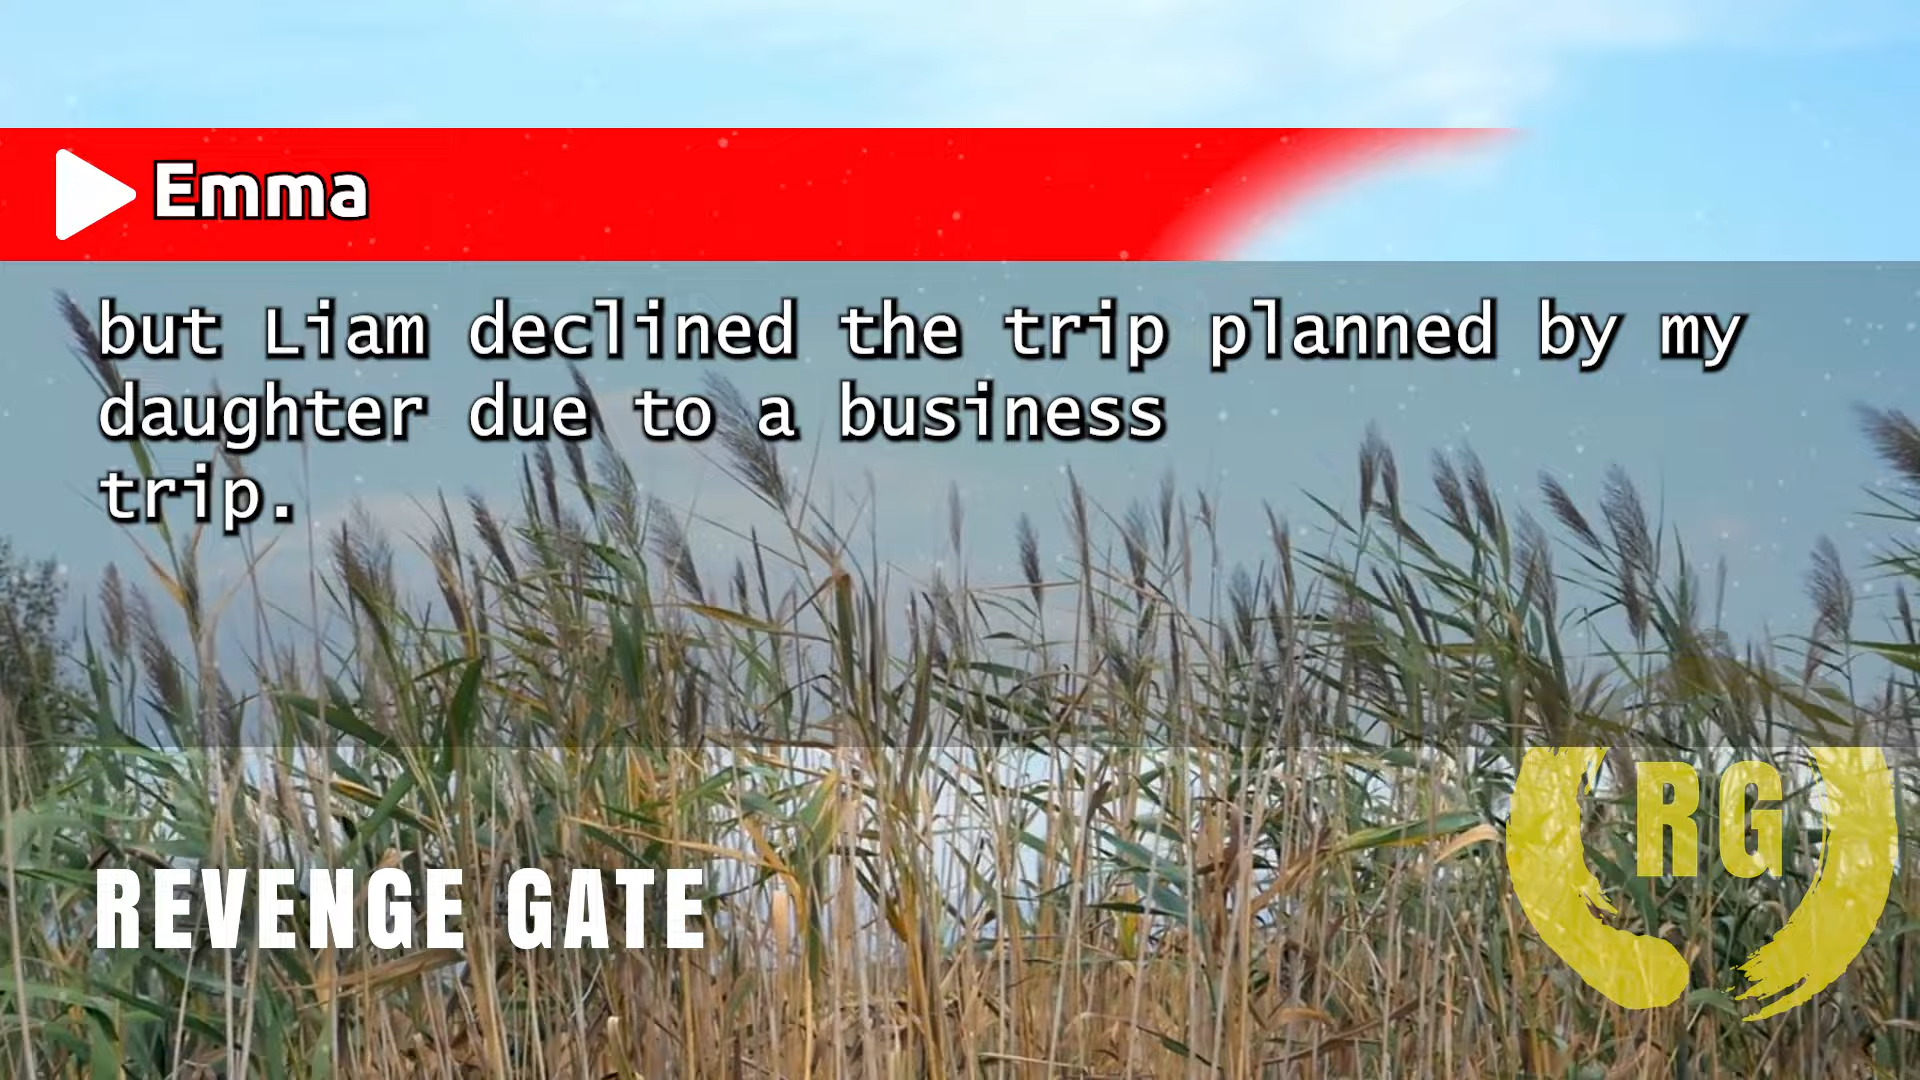 Emma
but Liam declined the trip planned by my
daughter due to a business
trip.
RG
REVENGE GATE